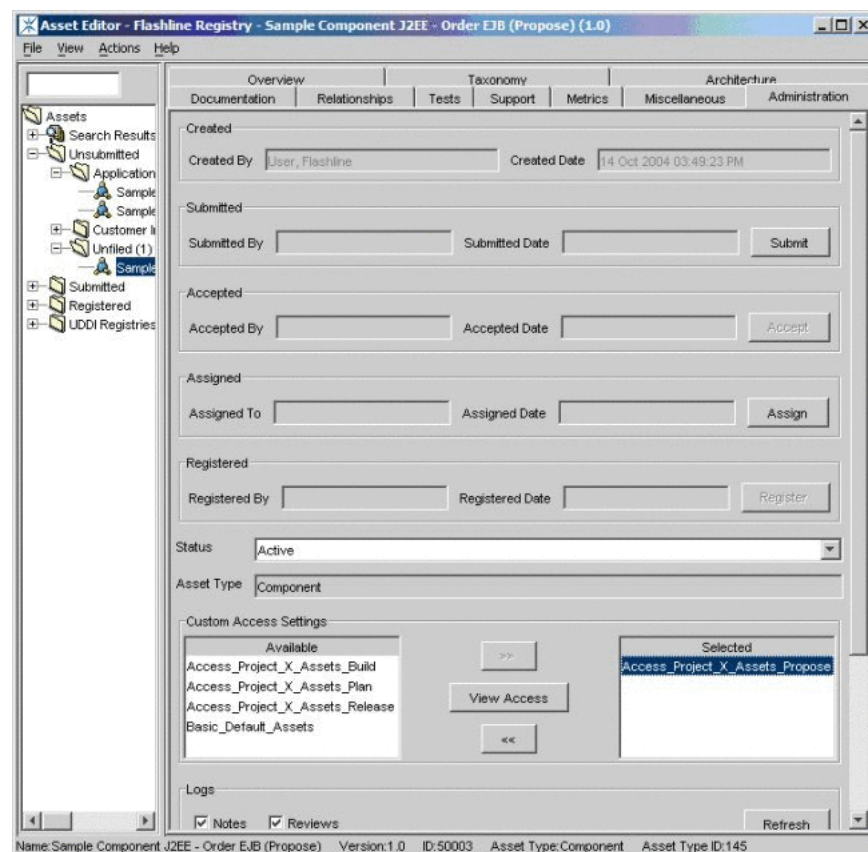 Asset Editor - Flashline Registry - Sample Component J2EE - Order EJB (Propose) (1.0)
File View Actions Help
Overview Taxonomy Architecture
Documentation Relationships Tests Support Metrics Miscellaneous Administration
Assets
Search Results
Unsubmitted
Application
Sample
Sample
Customer I
Unfiled (1)
Sample
Submitted
Registered
UDDI Registries
Created
Created By User, Flashline Created Date 14 Oct 2004 03:49:23 PM
Submitted
Submitted By Submitted Date Submit
Accepted
Accepted By Accepted Date Accept
Assigned
Assigned To Assigned Date Assign
Registered
Registered By Registered Date Register
Status Active
Asset Type Component
Custom Access Settings
Available
Access_Project_X_Assets_Build
Access_Project_X_Assets_Plan
Access_Project_X_Assets_Release
Basic_Default_Assets
>>
View Access
<<
Selected
Access_Project_X_Assets_Propose
Logs
Notes Reviews Refresh
Name:Sample Component J2EE - Order EJB (Propose) Version:1.0 ID:50003 Asset Type:Component Asset Type ID:145